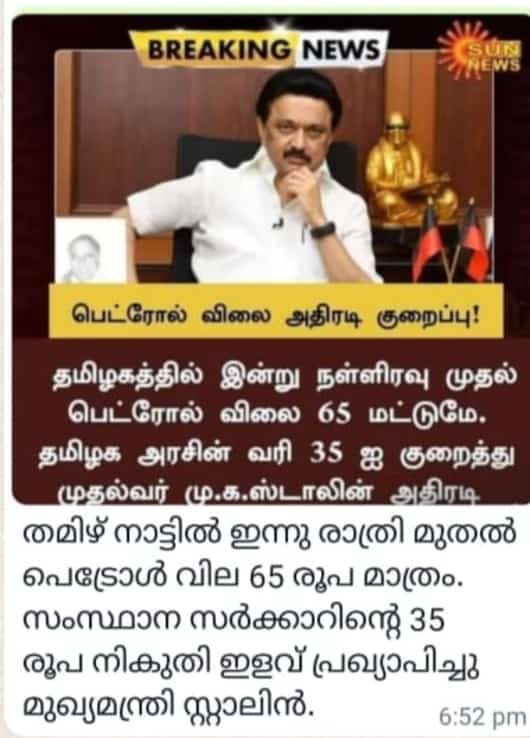 BREAKING NEWS
SUN
NEWS
பெட்ரோல் விலை அதிரடி குறைப்பு!
தமிழகத்தில் இன்று நள்ளிரவு முதல்
பெட்ரோல் விலை 65 மட்டுமே.
தமிழக அரசின் வரி 35 ஐ குறைத்து
முதல்வர் மு.க.ஸ்டாலின் அதிரடி
തമിഴ് നാട്ടിൽ ഇന്നു രാത്രി മുതൽ
പെട്രോൾ വില 65 രൂപ മാത്രം.
സംസ്ഥാന സർക്കാറിന്റെ 35
രൂപ നികുതി ഇളവ് പ്രഖ്യാപിച്ചു
മുഖ്യമന്ത്രി സ്റ്റാലിൻ.
6:52 pm